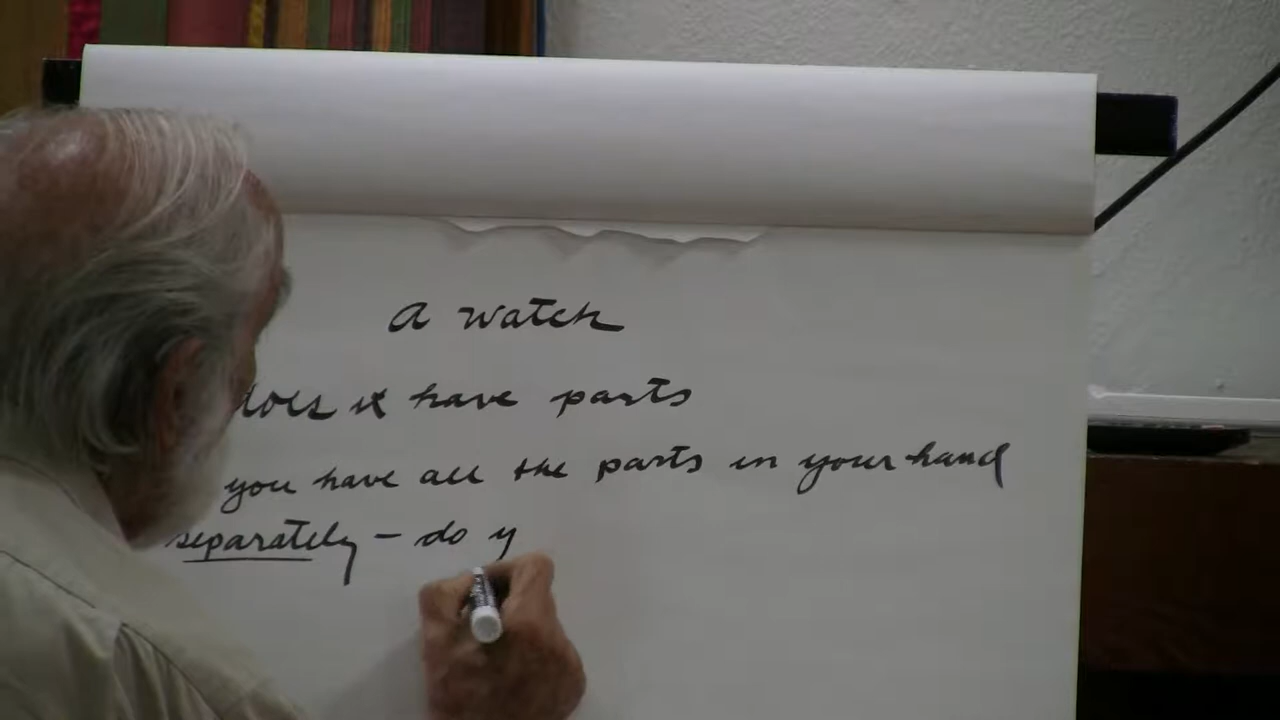 A watch
does it have parts
you have all the parts in your hand
separately - do y